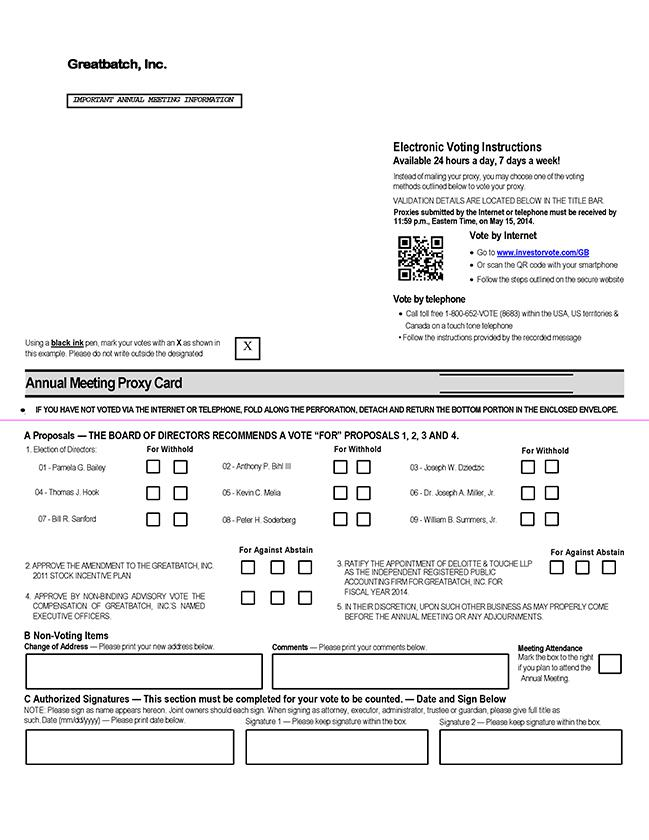 Greatbatch, Inc.
IMPORTANT ANNUAL MEETING INFORMATION
Electronic Voting Instructions
Available 24 hours a day, 7 days a week!
Instead of mailing your proxy, you may choose one of the voting
methods outlined below to vote your proxy.
VALIDATION DETAILS ARE LOCATED BELOW IN THE TITLE BAR.
Proxies submitted by the Internet or telephone must be received by
11:59 p.m., Eastern Time, on May 15, 2014.
Vote by Internet
• Go to www.investorvote.com/GB
• Or scan the QR code with your smartphone
• Follow the steps outlined on the secure website
Vote by telephone
• Call toll free 1-800-652-VOTE (8683) within the USA, US territories &
Canada on a touch tone telephone
• Follow the instructions provided by the recorded message
Using a black ink pen, mark your votes with an X as shown in
this example. Please do not write outside the designated
X
Annual Meeting Proxy Card
• IF YOU HAVE NOT VOTED VIA THE INTERNET OR TELEPHONE, FOLD ALONG THE PERFORATION, DETACH AND RETURN THE BOTTOM PORTION IN THE ENCLOSED ENVELOPE.
A Proposals — THE BOARD OF DIRECTORS RECOMMENDS A VOTE “FOR” PROPOSALS 1, 2, 3 AND 4.
1. Election of Directors: For Withhold For Withhold For Withhold
01 - Pamela G. Bailey 02 - Anthony P. Bihl III 03 - Joseph W. Dziedzic
04 - Thomas J. Hook 05 - Kevin C. Melia 06 - Dr. Joseph A. Miller, Jr.
07 - Bill R. Sanford 08 - Peter H. Soderberg 09 - William B. Summers, Jr.
For Against Abstain For Against Abstain
2. APPROVE THE AMENDMENT TO THE GREATBATCH, INC.
2011 STOCK INCENTIVE PLAN
3. RATIFY THE APPOINTMENT OF DELOITTE & TOUCHE LLP
AS THE INDEPENDENT REGISTERED PUBLIC
ACCOUNTING FIRM FOR GREATBATCH, INC. FOR
FISCAL YEAR 2014.
4. APPROVE BY NON-BINDING ADVISORY VOTE THE
COMPENSATION OF GREATBATCH, INC.'S NAMED
EXECUTIVE OFFICERS.
5. IN THEIR DISCRETION, UPON SUCH OTHER BUSINESS AS MAY PROPERLY COME
BEFORE THE ANNUAL MEETING OR ANY ADJOURNMENTS.
B Non-Voting Items
Change of Address — Please print your new address below.
Comments — Please print your comments below.
Meeting Attendance
Mark the box to the right
if you plan to attend the
Annual Meeting.
C Authorized Signatures — This section must be completed for your vote to be counted. — Date and Sign Below
NOTE: Please sign as name appears hereon. Joint owners should each sign. When signing as attorney, executor, administrator, trustee or guardian, please give full title as
such. Date (mm/dd/yyyy) — Please print date below.
Signature 1 — Please keep signature within the box.
Signature 2 — Please keep signature within the box.